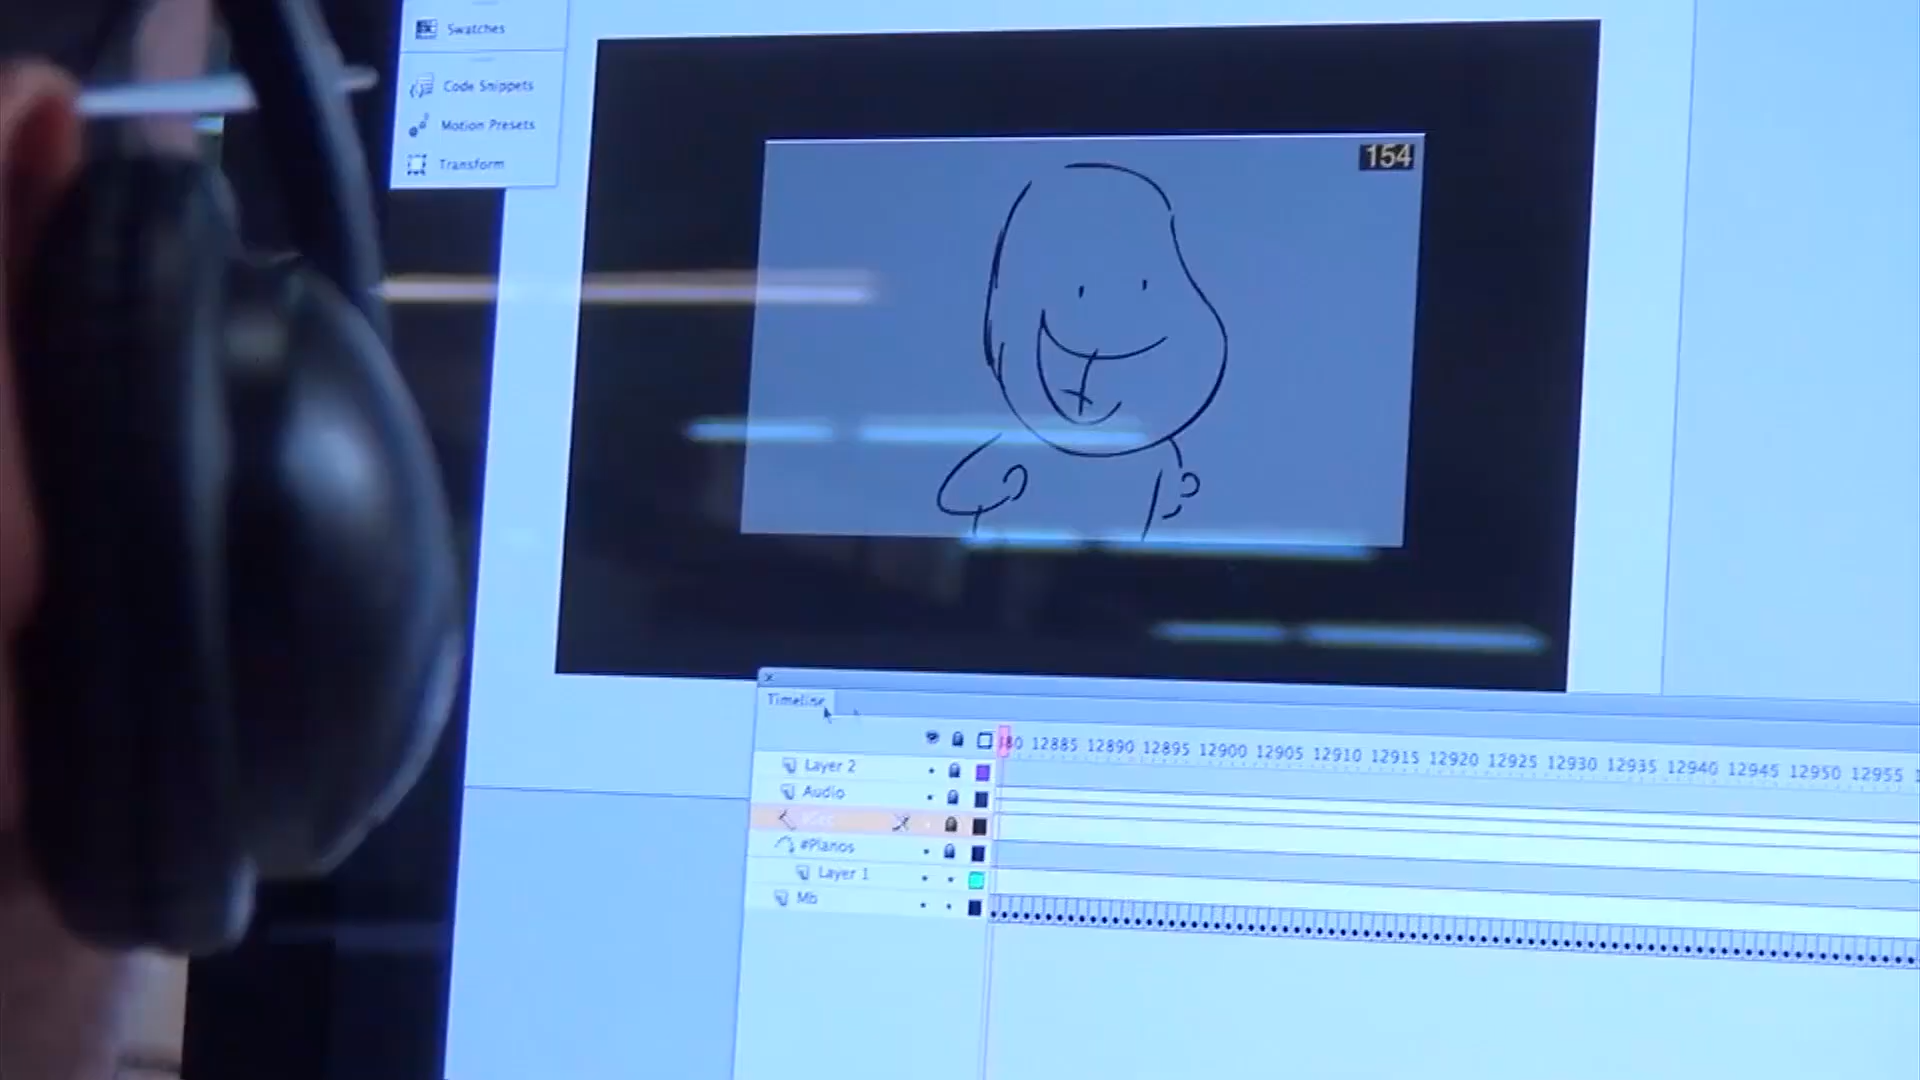 Swatches
Code Snippets
Motion Presets
Transform
154
Timeline
12885 12890 12895 12900 12905 12910 12915 12920 12925 12930 12935 12940 12945 12950 12955
Layer 2
Audio
#Planos
Layer 1
Mb